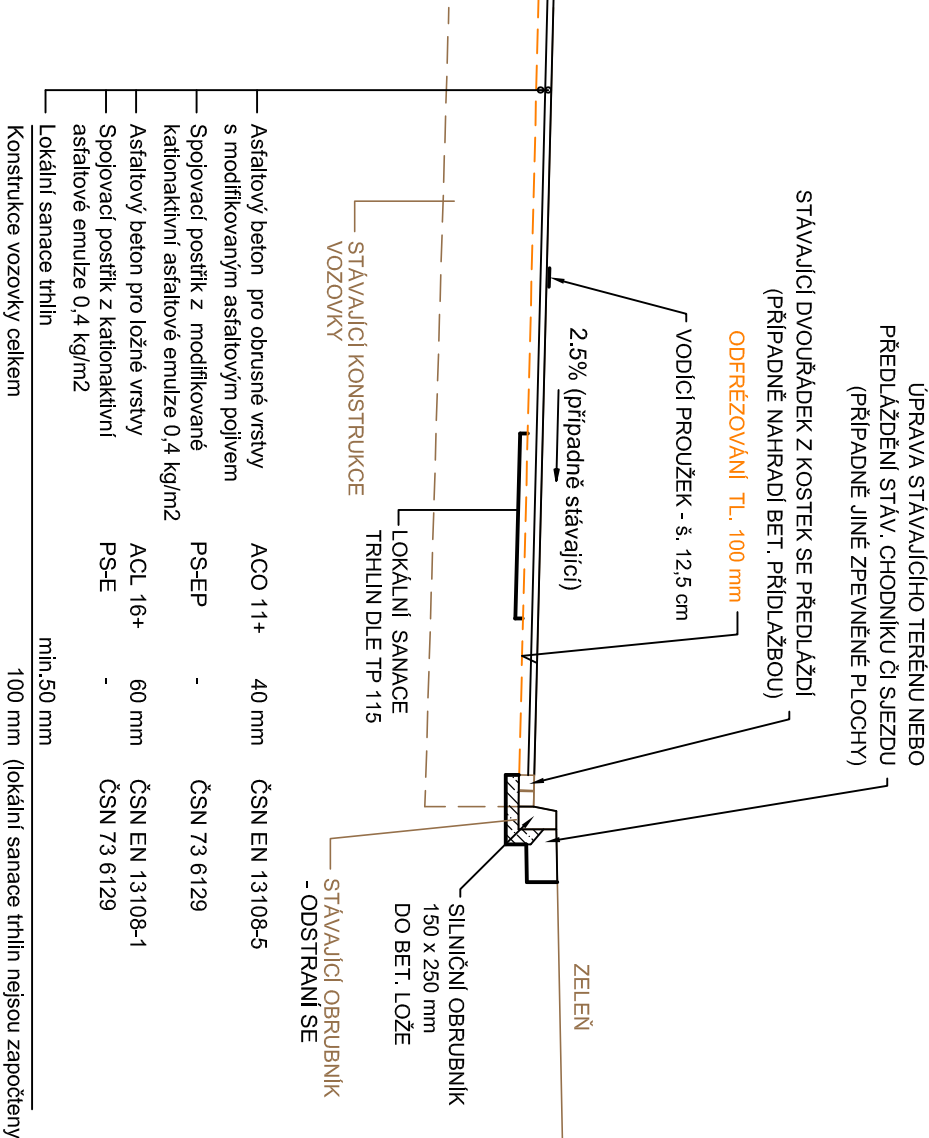 ÚPRAVA STÁVAJÍCÍHO TERÉNU NEBO
PŘEDLÁŽDĚNÍ STÁV. CHODNÍKU ČI SJEZDU
(PŘÍPADNĚ JINÉ ZPEVNĚNÉ PLOCHY)
STÁVAJÍCÍ DVOUŘÁDEK Z KOSTEK SE PŘEDLÁŽDÍ
(PŘÍPADNĚ NAHRADÍ BET. PŘÍDLAŽBOU)
ODFRÉZOVÁNÍ TL. 100 mm
VODÍCÍ PROUŽEK - š. 12,5 cm
2.5% (případně stávající)
ZELEŇ
SILNIČNÍ OBRUBNÍK
150 x 250 mm
DO BET. LOŽE
LOKÁLNÍ SANACE
TRHLIN DLE TP 115
STÁVAJÍCÍ KONSTRUKCE
VOZOVKY
STÁVAJÍCÍ OBRUBNÍK
- ODSTRANÍ SE
Asfaltový beton pro obrusné vrstvy ACO 11+ 40 mm ČSN EN 13108-5
s modifikovaným asfaltovým pojivem
Spojovací postřik z modifikované PS-EP - ČSN 73 6129
kationaktivní asfaltové emulze 0,4 kg/m2
Asfaltový beton pro ložné vrstvy ACL 16+ 60 mm ČSN EN 13108-1
Spojovací postřik z kationaktivní PS-E - ČSN 73 6129
asfaltové emulze 0,4 kg/m2
Lokální sanace trhlin min.50 mm
Konstrukce vozovky celkem 100 mm (lokální sanace trhlin nejsou započteny